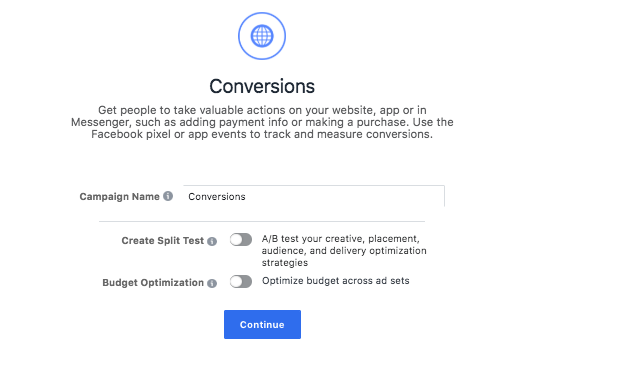 Conversions
Get people to take valuable actions on your website, app or in
Messenger, such as adding payment info or making a purchase. Use the
Facebook pixel or app events to track and measure conversions.
Campaign Name i Conversions
Create Split Test i A/B test your creative, placement,
audience, and delivery optimization
strategies
Budget Optimization i Optimize budget across ad sets
Continue